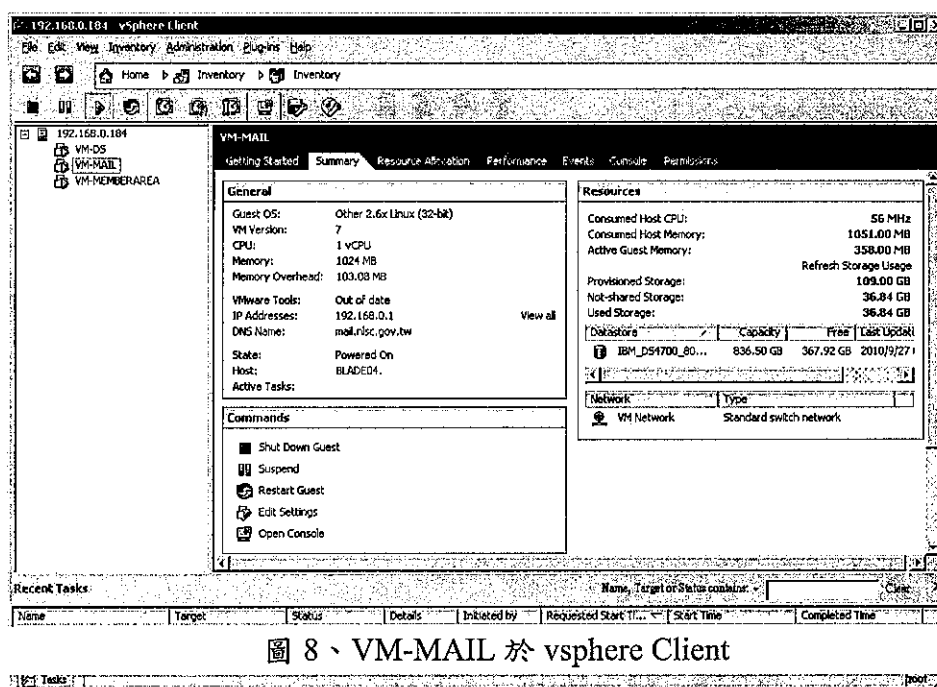 192.168.0.184 - vSphere Client
File Edit View Inventory Administration Plug-ins Help
Home Inventory Inventory
192.168.0.184
VM-DS
VM-MAIL
VM-MEMBERAREA
VM-MAIL
Getting Started Summary Resource Allocation Performance Events Console Permissions
General
Guest OS: Other 2.6x Linux (32-bit)
VM Version: 7
CPU: 1 vCPU
Memory: 1024 MB
Memory Overhead: 103.08 MB
VMware Tools: Out of date
IP Addresses: 192.168.0.1 View all
DNS Name: mail.nlsc.gov.tw
State: Powered On
Host: BLADE04.
Active Tasks:
Commands
Shut Down Guest
Suspend
Restart Guest
Edit Settings
Open Console
Resources
Consumed Host CPU: 56 MHz
Consumed Host Memory: 1051.00 MB
Active Guest Memory: 358.00 MB
Refresh Storage Usage
Provisioned Storage: 109.00 GB
Not-shared Storage: 36.84 GB
Used Storage: 36.84 GB
Datastore Capacity Free Last Updat
IBM_DS4700_80... 836.50 GB 367.92 GB 2010/9/27
Network Type
VM Network Standard switch network
Recent Tasks
Name, Target or Status contains: Clear
Name Target Status Details Initiated by Requested Start Ti... Start Time Completed Time
圖 8、VM-MAIL 於 vsphere Client
Tasks root